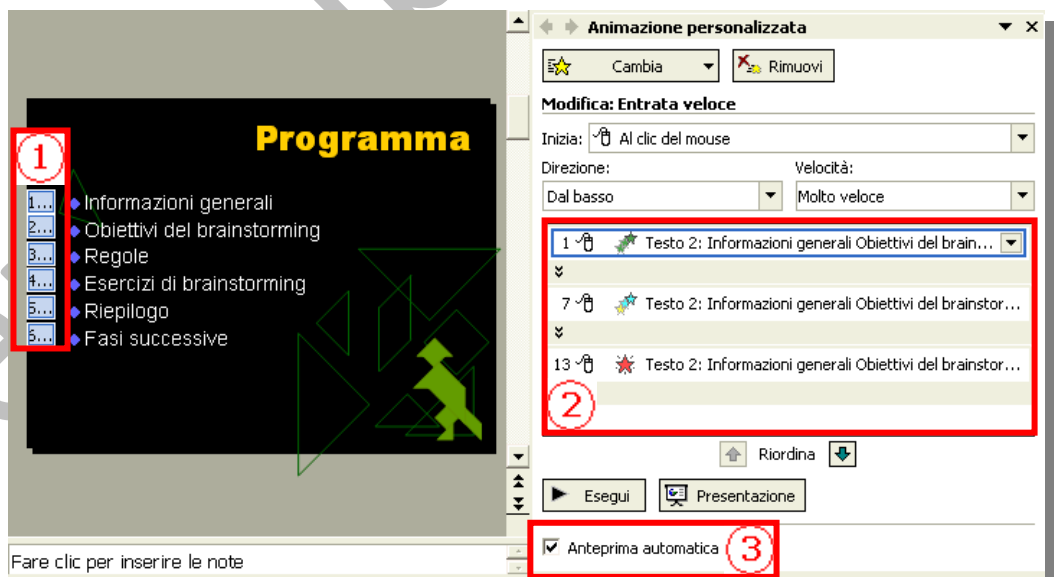 Programma
1
1... Informazioni generali
2... Obiettivi del brainstorming
3... Regole
4... Esercizi di brainstorming
5... Riepilogo
6... Fasi successive
Fare clic per inserire le note
Animazione personalizzata
Cambia Rimuovi
Modifica: Entrata veloce
Inizia: Al clic del mouse
Direzione: Velocità:
Dal basso Molto veloce
1 Testo 2: Informazioni generali Obiettivi del brain...
7 Testo 2: Informazioni generali Obiettivi del brainstor...
13 Testo 2: Informazioni generali Obiettivi del brainstor...
2
Riordina
Esegui Presentazione
Anteprima automatica 3